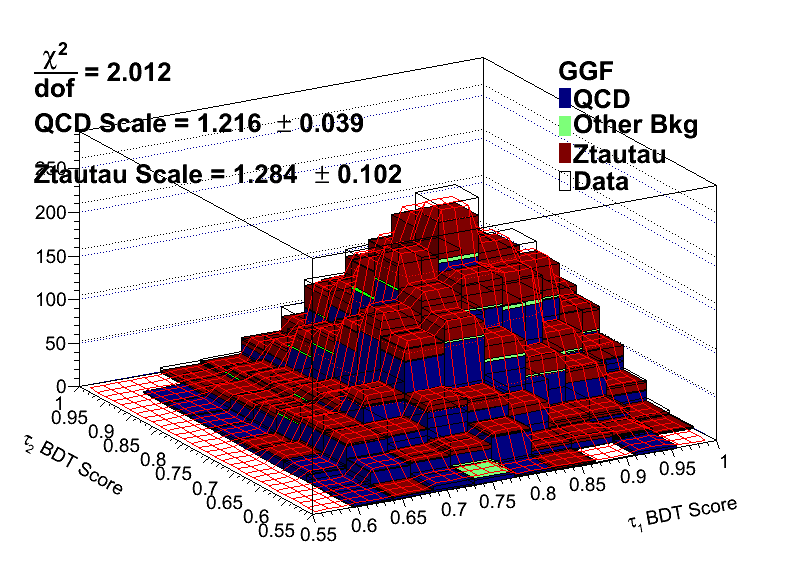 χ²
dof = 2.012
QCD Scale = 1.216 ± 0.039
Ztautau Scale = 1.284 ± 0.102
GGF
QCD
Other Bkg
Ztautau
Data
250
200
150
100
50
0
1
0.95
0.9
0.85
0.8
0.75
0.7
0.65
0.6
0.55
τ₂ BDT Score
0.55
0.6
0.65
0.7
0.75
0.8
0.85
0.9
0.95
1
τ₁ BDT Score